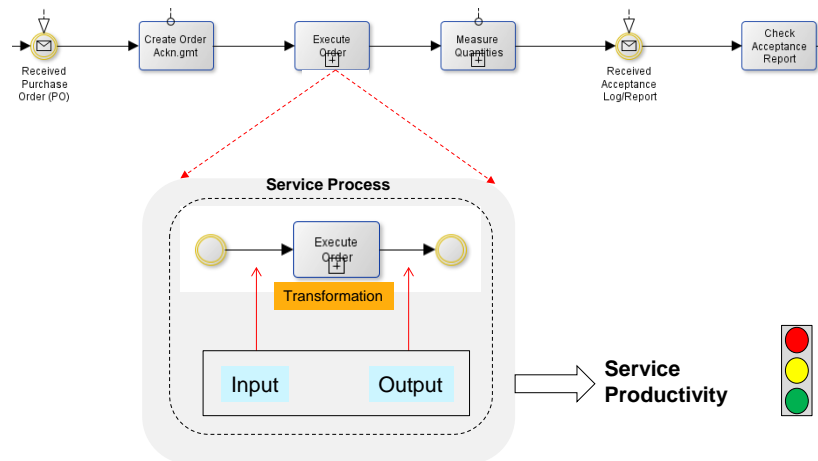 Create Order
Ackn.gmt
Execute
Order
Measure
Quantities
Check
Acceptance
Report
Received
Purchase
Order (PO)
Received
Acceptance
Log/Report
Service Process
Execute
Order
Transformation
Input
Output
Service
Productivity